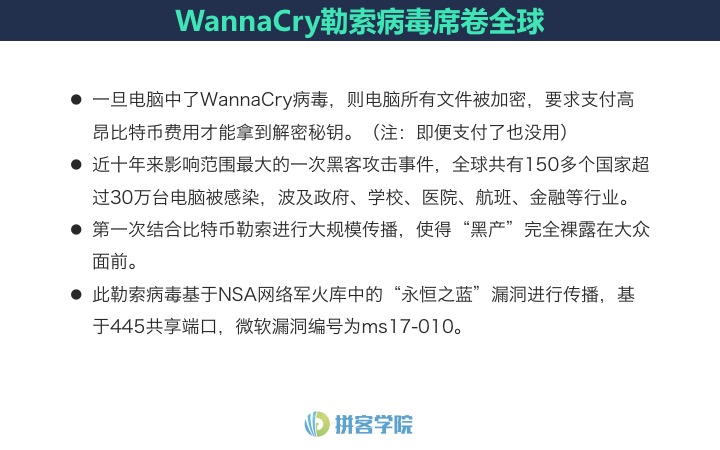 WannaCry勒索病毒席卷全球
● 一旦电脑中了WannaCry病毒，则电脑所有文件被加密，要求支付高
昂比特币费用才能拿到解密秘钥。（注：即便支付了也没用）
● 近十年来影响范围最大的一次黑客攻击事件，全球共有150多个国家超
过30万台电脑被感染，波及政府、学校、医院、航班、金融等行业。
● 第一次结合比特币勒索进行大规模传播，使得“黑产”完全裸露在大众
面前。
● 此勒索病毒基于NSA网络军火库中的“永恒之蓝”漏洞进行传播，基
于445共享端口，微软漏洞编号为ms17-010。
拼客学院